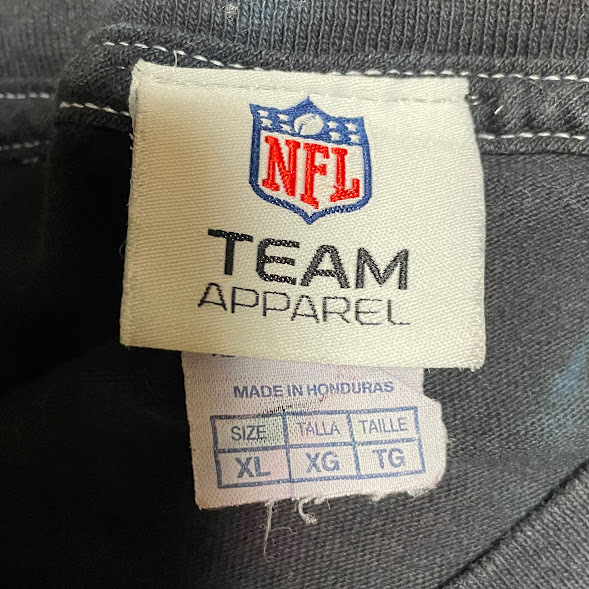 NFL
TEAM
APPAREL
MADE IN HONDURAS
SIZE TALLA TAILLE
XL XG TG